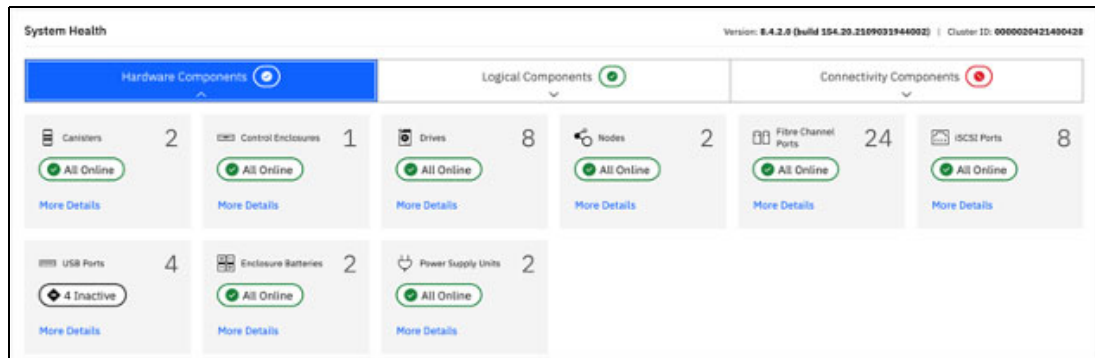 System Health
Version: 8.4.2.0 (build 154.20.2109031944002) | Cluster ID: 0000020421400428
Hardware Components
Logical Components
Connectivity Components
Canisters 2
Control Enclosures 1
Drives 8
Nodes 2
Fibre Channel Ports 24
iSCSI Ports 8
All Online
All Online
All Online
All Online
All Online
All Online
More Details
More Details
More Details
More Details
More Details
More Details
USB Ports 4
Enclosure Batteries 2
Power Supply Units 2
4 Inactive
All Online
All Online
More Details
More Details
More Details